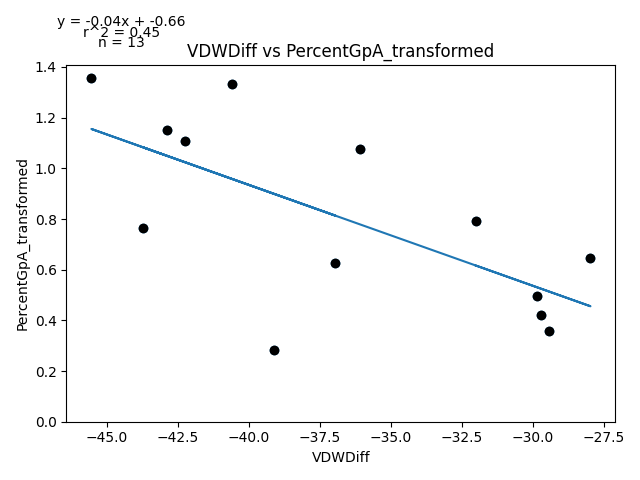 y = -0.04x + -0.66
r^2 = 0.45
n = 13
VDWDiff vs PercentGpA_transformed
PercentGpA_transformed
1.4
1.2
1.0
0.8
0.6
0.4
0.2
0.0
−45.0 −42.5 −40.0 −37.5 −35.0 −32.5 −30.0 −27.5
VDWDiff